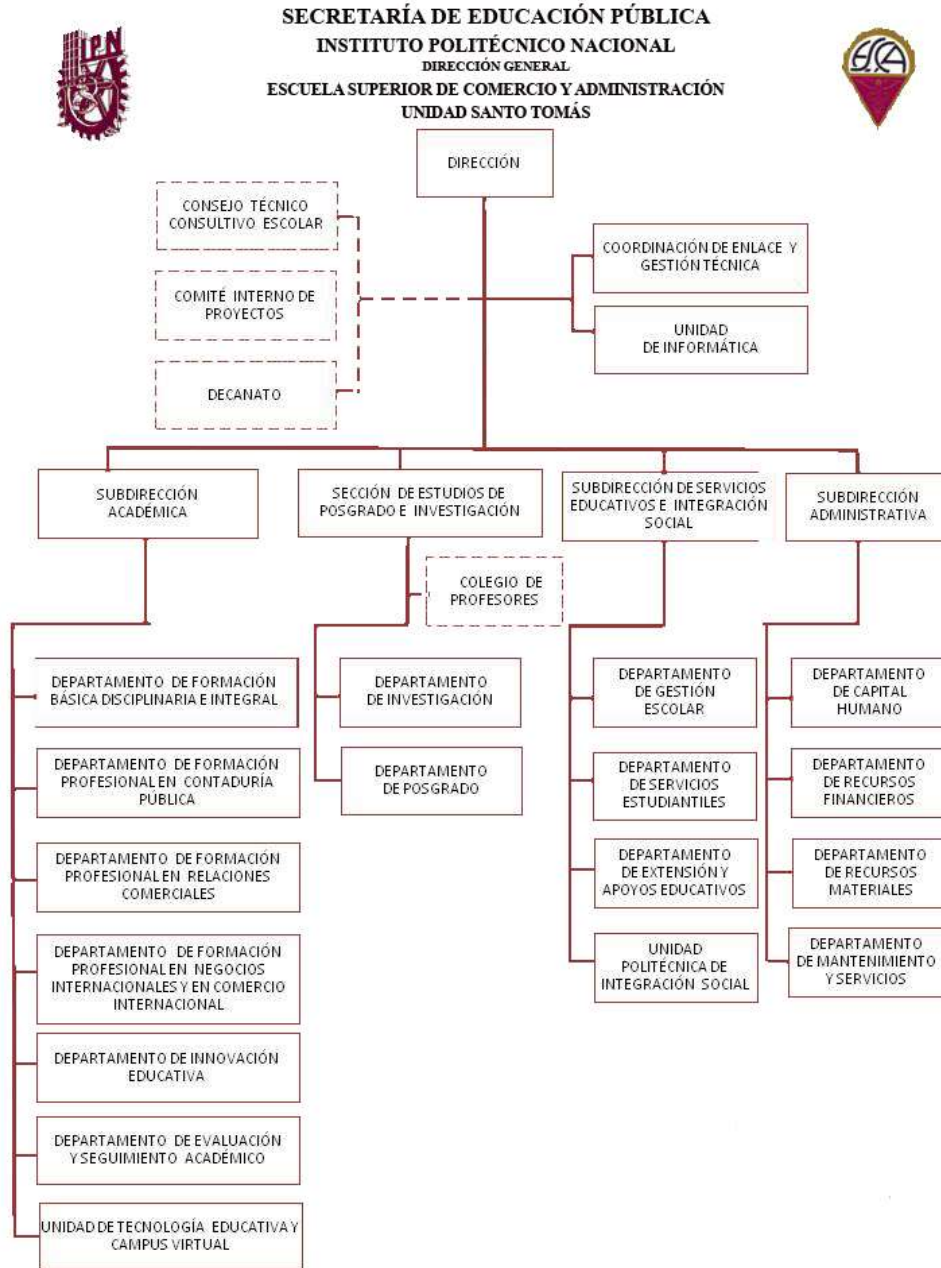 SECRETARÍA DE EDUCACIÓN PÚBLICA
INSTITUTO POLITÉCNICO NACIONAL
DIRECCIÓN GENERAL
ESCUELA SUPERIOR DE COMERCIO Y ADMINISTRACIÓN
UNIDAD SANTO TOMÁS
I.P.N
ESCA
DIRECCIÓN
CONSEJO TÉCNICO
CONSULTIVO ESCOLAR
COMITÉ INTERNO DE
PROYECTOS
DECANATO
COORDINACIÓN DE ENLACE Y
GESTIÓN TÉCNICA
UNIDAD
DE INFORMÁTICA
SUBDIRECCIÓN
ACADÉMICA
SECCIÓN DE ESTUDIOS DE
POSGRADO E INVESTIGACIÓN
SUBDIRECCIÓN DE SERVICIOS
EDUCATIVOS E INTEGRACIÓN
SOCIAL
SUBDIRECCIÓN
ADMINISTRATIVA
COLEGIO DE
PROFESORES
DEPARTAMENTO DE FORMACIÓN
BÁSICA DISCIPLINARIA E INTEGRAL
DEPARTAMENTO DE FORMACIÓN
PROFESIONAL EN CONTADURÍA
PÚBLICA
DEPARTAMENTO DE FORMACIÓN
PROFESIONAL EN RELACIONES
COMERCIALES
DEPARTAMENTO DE FORMACIÓN
PROFESIONAL EN NEGOCIOS
INTERNACIONALES Y EN COMERCIO
INTERNACIONAL
DEPARTAMENTO DE INNOVACIÓN
EDUCATIVA
DEPARTAMENTO DE EVALUACIÓN
Y SEGUIMIENTO ACADÉMICO
UNIDAD DE TECNOLOGÍA EDUCATIVA Y
CAMPUS VIRTUAL
DEPARTAMENTO
DE INVESTIGACIÓN
DEPARTAMENTO
DE POSGRADO
DEPARTAMENTO
DE GESTIÓN
ESCOLAR
DEPARTAMENTO
DE SERVICIOS
ESTUDIANTILES
DEPARTAMENTO
DE EXTENSIÓN Y
APOYOS EDUCATIVOS
UNIDAD
POLITÉCNICA DE
INTEGRACIÓN SOCIAL
DEPARTAMENTO
DE CAPITAL
HUMANO
DEPARTAMENTO
DE RECURSOS
FINANCIEROS
DEPARTAMENTO
DE RECURSOS
MATERIALES
DEPARTAMENTO
DE MANTENIMIENTO
Y SERVICIOS